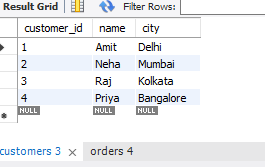 Result Grid Filter Rows:
customer_id name city
1 Amit Delhi
2 Neha Mumbai
3 Raj Kolkata
4 Priya Bangalore
NULL NULL NULL
customers 3 × orders 4